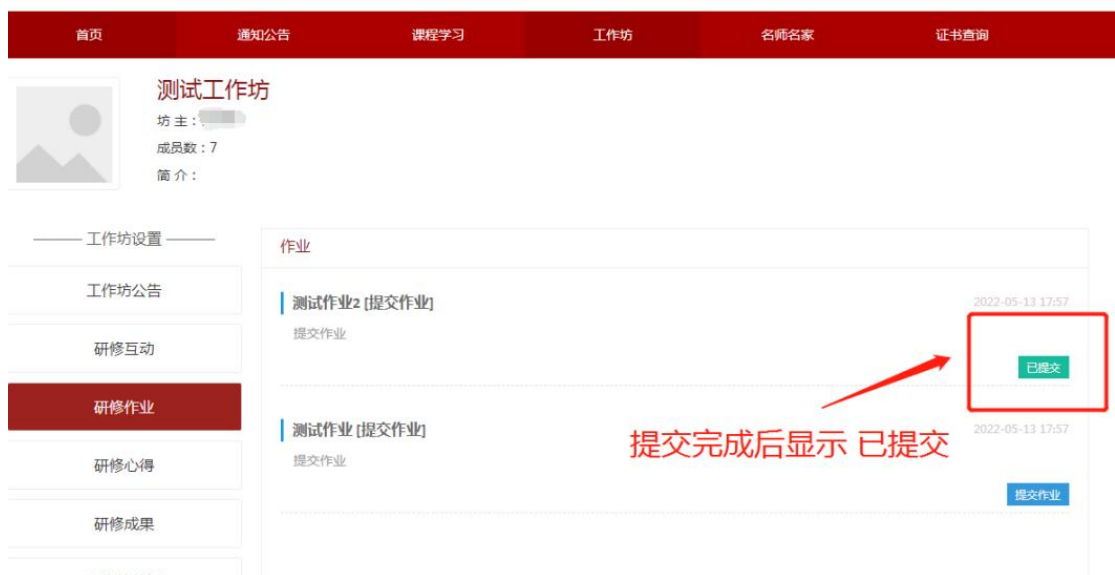 首页 通知公告 课程学习 工作坊 名师名家 证书查询
测试工作坊
坊 主：
成员数：7
简 介：
工作坊设置
工作坊公告
研修互动
研修作业
研修心得
研修成果
作业
测试作业2 [提交作业]
2022-05-13 17:57
提交作业
已提交
测试作业 [提交作业]
2022-05-13 17:57
提交作业
提交完成后显示 已提交
提交作业